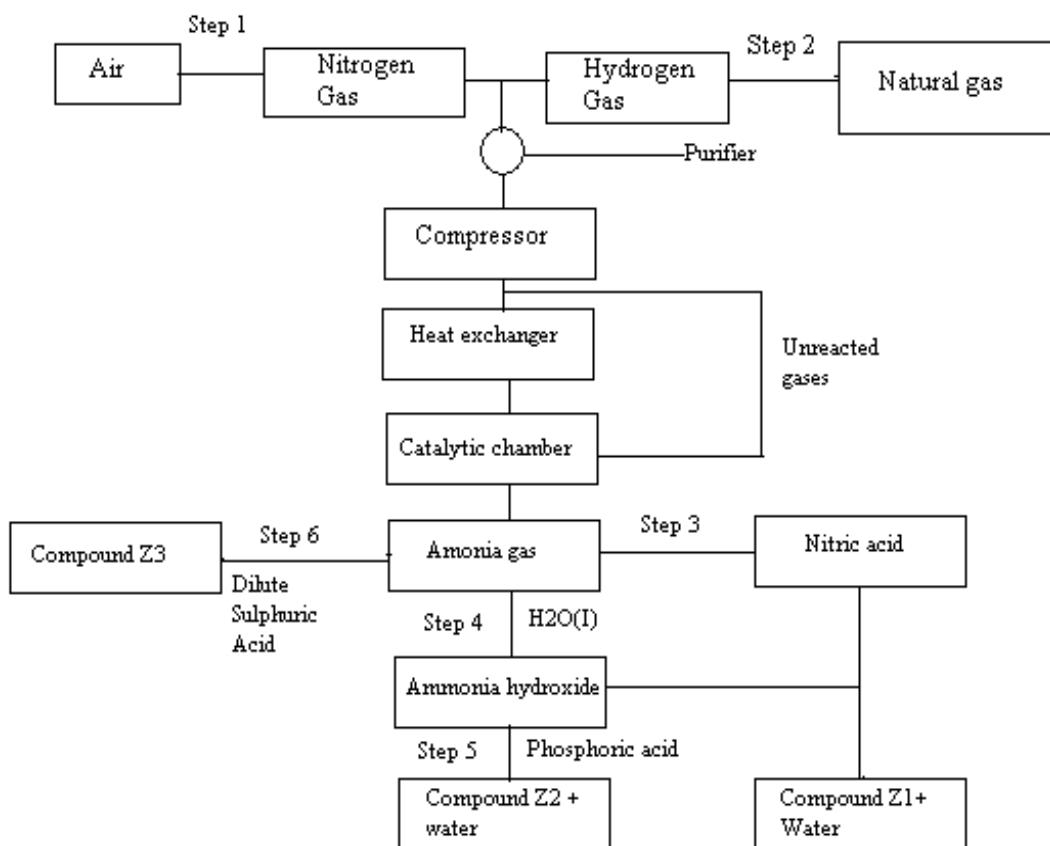 Step 1
Step 2
Air
Nitrogen
Gas
Hydrogen
Gas
Natural gas
Purifier
Compressor
Heat exchanger
Unreacted
gases
Catalytic chamber
Step 6
Step 3
Compound Z3
Amonia gas
Nitric acid
Dilute
Sulphuric
Acid
Step 4
H2O(I)
Ammonia hydroxide
Step 5
Phosphoric acid
Compound Z2 +
water
Compound Z1+
Water